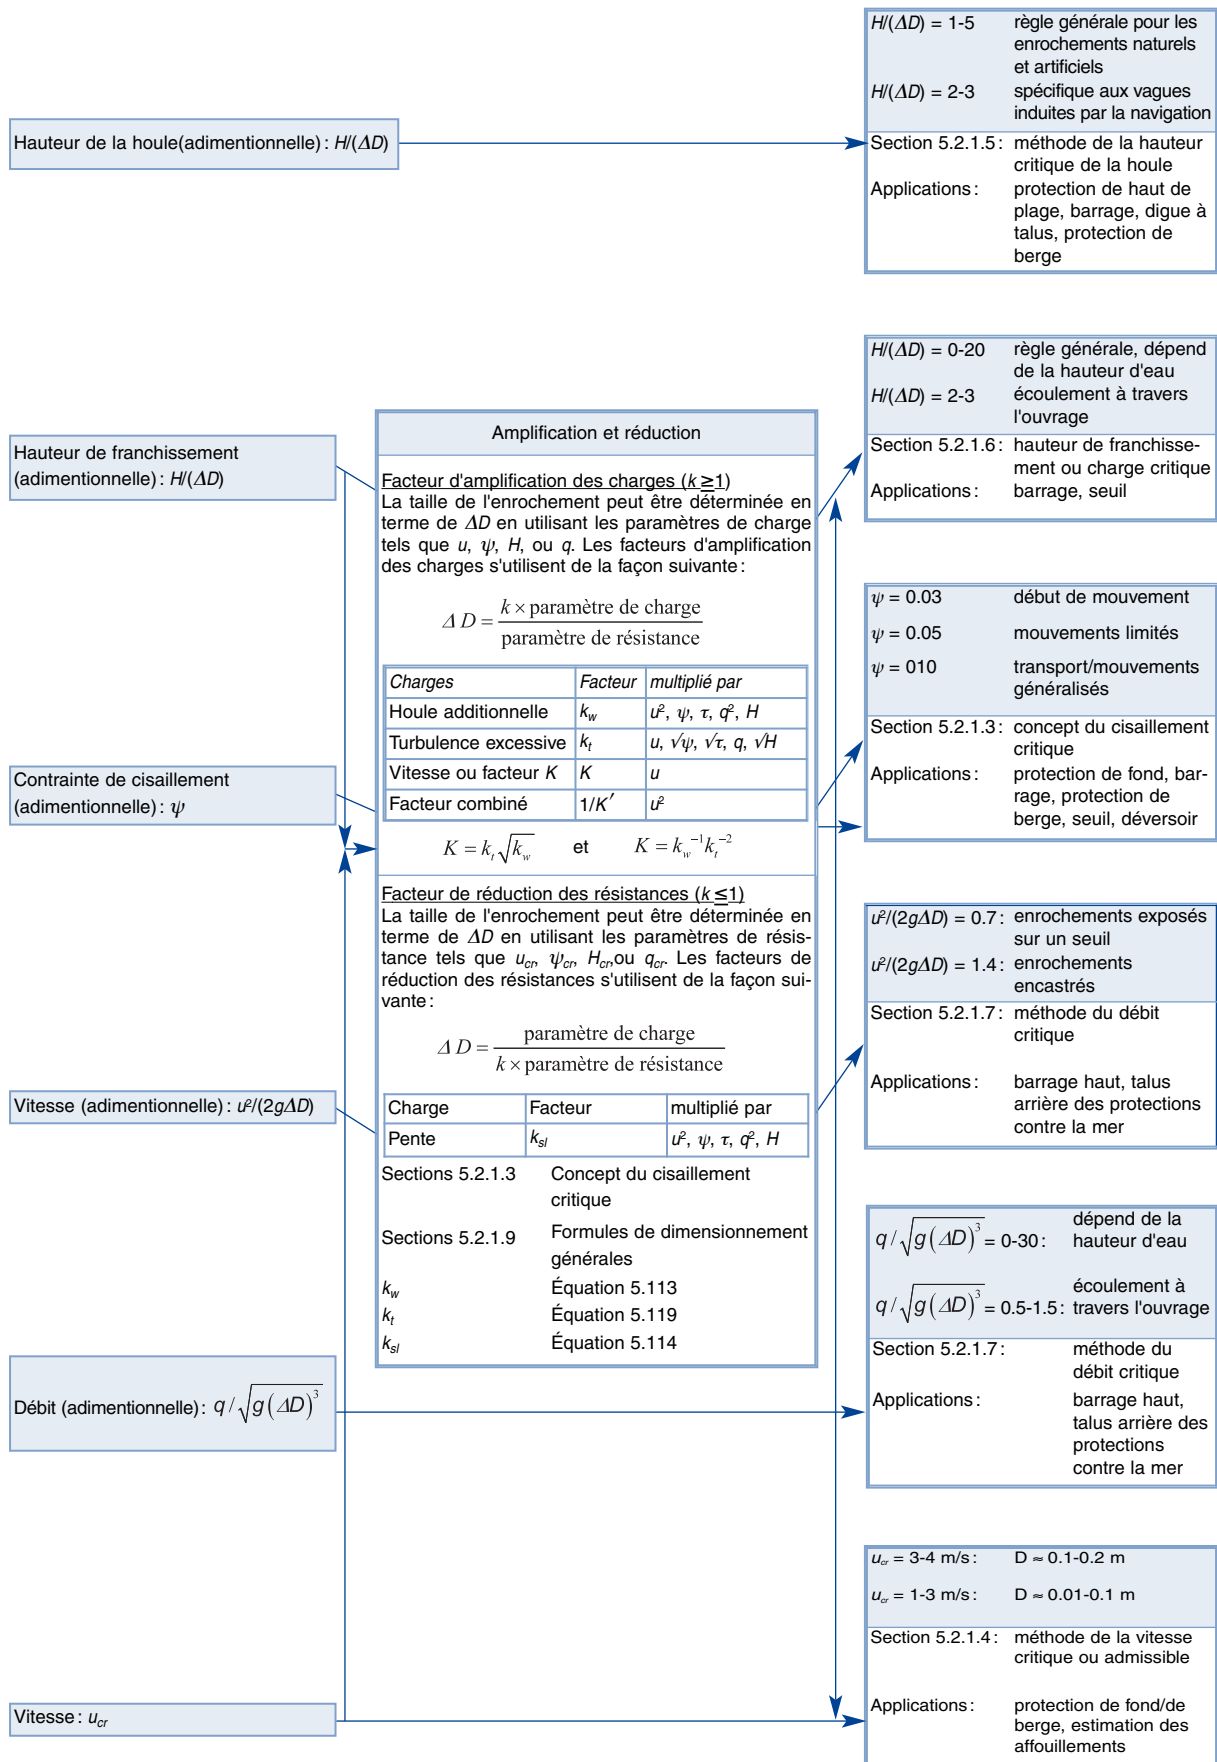 Hauteur de la houle(adimentionnelle) : H/(ΔD)
H/(ΔD) = 1-5 règle générale pour les
enrochements naturels
et artificiels
H/(ΔD) = 2-3 spécifique aux vagues
induites par la navigation
Section 5.2.1.5 : méthode de la hauteur
critique de la houle
Applications : protection de haut de
plage, barrage, digue à
talus, protection de
berge
Hauteur de franchissement
(adimentionnelle) : H/(ΔD)
Contrainte de cisaillement
(adimentionnelle) : ψ
Vitesse (adimentionnelle) : u²/(2gΔD)
Débit (adimentionnelle) : q/√g(ΔD)³
Vitesse : u_cr
Amplification et réduction
Facteur d'amplification des charges (k ≥1)
La taille de l'enrochement peut être déterminée en
terme de ΔD en utilisant les paramètres de charge
tels que u, ψ, H, ou q. Les facteurs d'amplification
des charges s'utilisent de la façon suivante :
ΔD = k × paramètre de charge
paramètre de résistance
Charges Facteur multiplié par
Houle additionnelle k_w u², ψ, τ, q², H
Turbulence excessive k_t u, √ψ, √τ, q, √H
Vitesse ou facteur K K u
Facteur combiné 1/K′ u²
K = k_t √k_w et K = k_w⁻¹ k_t⁻²
Facteur de réduction des résistances (k ≤1)
La taille de l'enrochement peut être déterminée en
terme de ΔD en utilisant les paramètres de résis-
tance tels que u_cr, ψ_cr, H_cr,ou q_cr. Les facteurs de
réduction des résistances s'utilisent de la façon sui-
vante :
ΔD = paramètre de charge
k × paramètre de résistance
Charge Facteur multiplié par
Pente k_sl u², ψ, τ, q², H
Sections 5.2.1.3 Concept du cisaillement
critique
Sections 5.2.1.9 Formules de dimensionnement
générales
k_w Équation 5.113
k_t Équation 5.119
k_sl Équation 5.114
H/(ΔD) = 0-20 règle générale, dépend
de la hauteur d'eau
H/(ΔD) = 2-3 écoulement à travers
l'ouvrage
Section 5.2.1.6 : hauteur de franchisse-
ment ou charge critique
Applications : barrage, seuil
ψ = 0.03 début de mouvement
ψ = 0.05 mouvements limités
ψ = 010 transport/mouvements
généralisés
Section 5.2.1.3 : concept du cisaillement
critique
Applications : protection de fond, bar-
rage, protection de
berge, seuil, déversoir
u²/(2gΔD) = 0.7 : enrochements exposés
sur un seuil
u²/(2gΔD) = 1.4 : enrochements
encastrés
Section 5.2.1.7 : méthode du débit
critique
Applications : barrage haut, talus
arrière des protections
contre la mer
q/√g(ΔD)³ = 0-30 : dépend de la
hauteur d'eau
q/√g(ΔD)³ = 0.5-1.5 : écoulement à
travers l'ouvrage
Section 5.2.1.7 : méthode du
débit critique
Applications : barrage haut,
talus arrière des
protections
contre la mer
u_cr = 3-4 m/s : D ≈ 0.1-0.2 m
u_cr = 1-3 m/s : D ≈ 0.01-0.1 m
Section 5.2.1.4 : méthode de la vitesse
critique ou admissible
Applications : protection de fond/de
berge, estimation des
affouillements